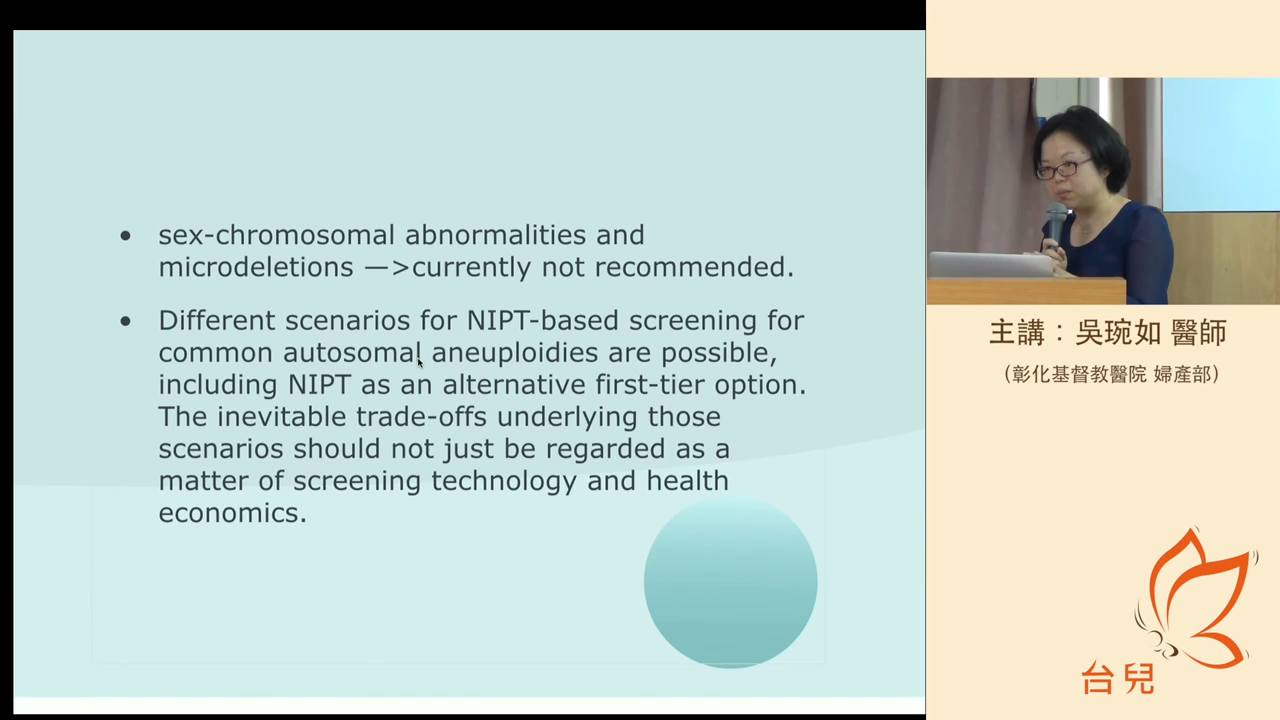 sex-chromosomal abnormalities and
microdeletions —>currently not recommended.
Different scenarios for NIPT-based screening for
common autosomal aneuploidies are possible,
including NIPT as an alternative first-tier option.
The inevitable trade-offs underlying those
scenarios should not just be regarded as a
matter of screening technology and health
economics.
主講：吳琬如 醫師
（彰化基督教醫院 婦產部）
台兒